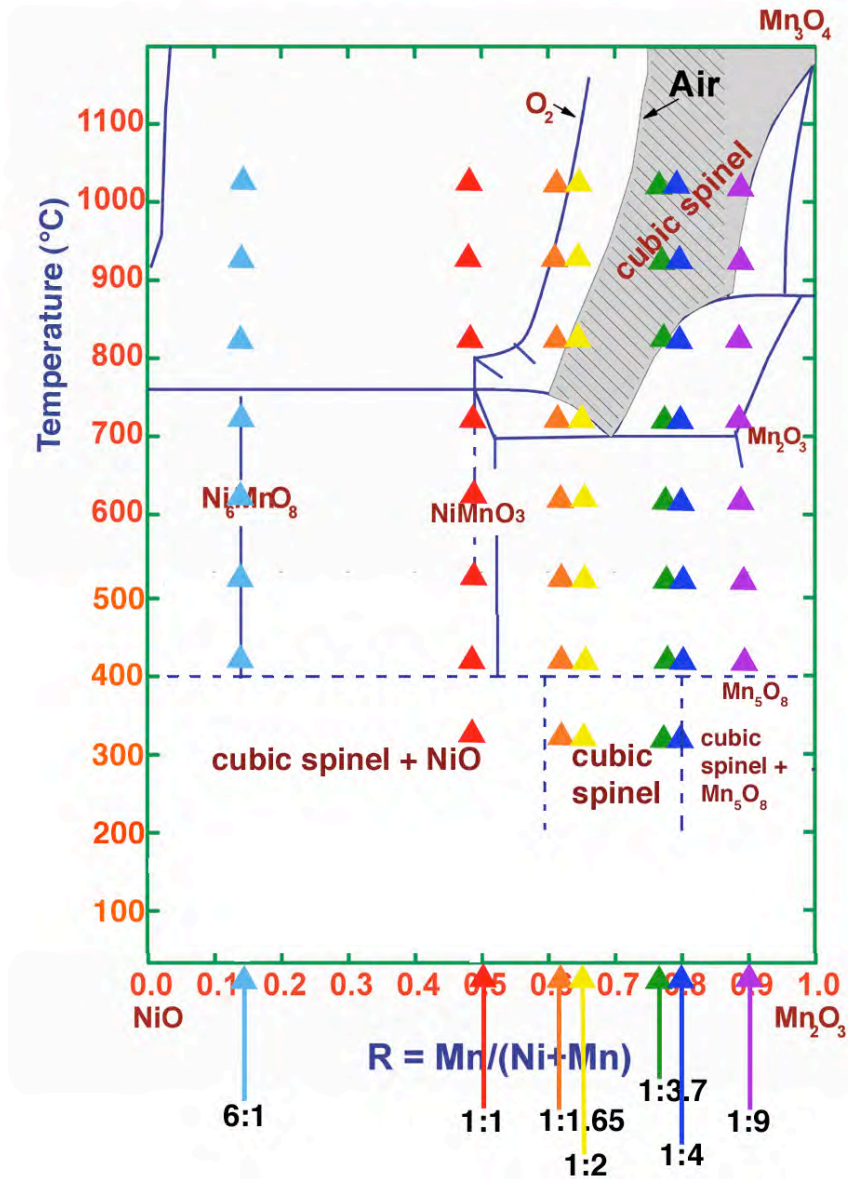 Mn3O4
Air
O2
1100
1000
900
800
700
600
500
400
300
200
100
Temperature (°C)
cubic spinel
Mn2O3
Ni6MnO8
NiMnO3
Mn5O8
cubic spinel + NiO
cubic
spinel
cubic
spinel +
Mn5O8
0.0 0.1 0.2 0.3 0.4 0.5 0.6 0.7 0.8 0.9 1.0
NiO
Mn2O3
R = Mn/(Ni+Mn)
6:1
1:1
1:1.65
1:2
1:3.7
1:4
1:9